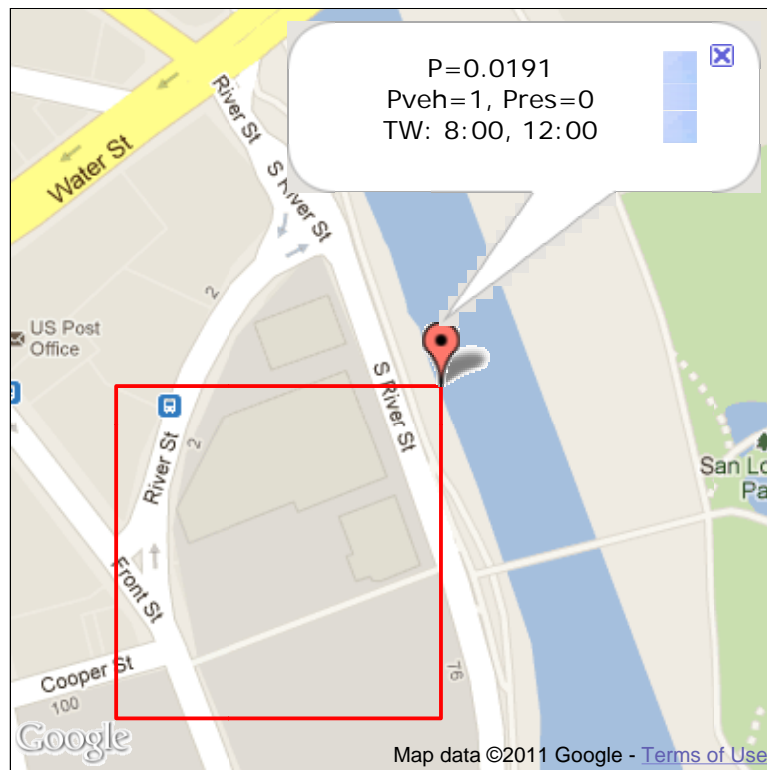 P=0.0191
Pveh=1, Pres=0
TW: 8:00, 12:00
River St
S River St
Water St
2
US Post
Office
S River St
River St
2
San Lo
Pa
Front St
Cooper St
100
76
Google
Map data ©2011 Google - Terms of Use